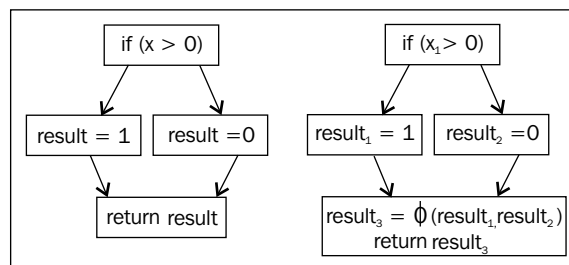 if (x > 0)
result = 1
result =0
return result
if (x₁> 0)
result₁ = 1
result₂ =0
result₃ = ϕ(result₁,result₂)
return result₃